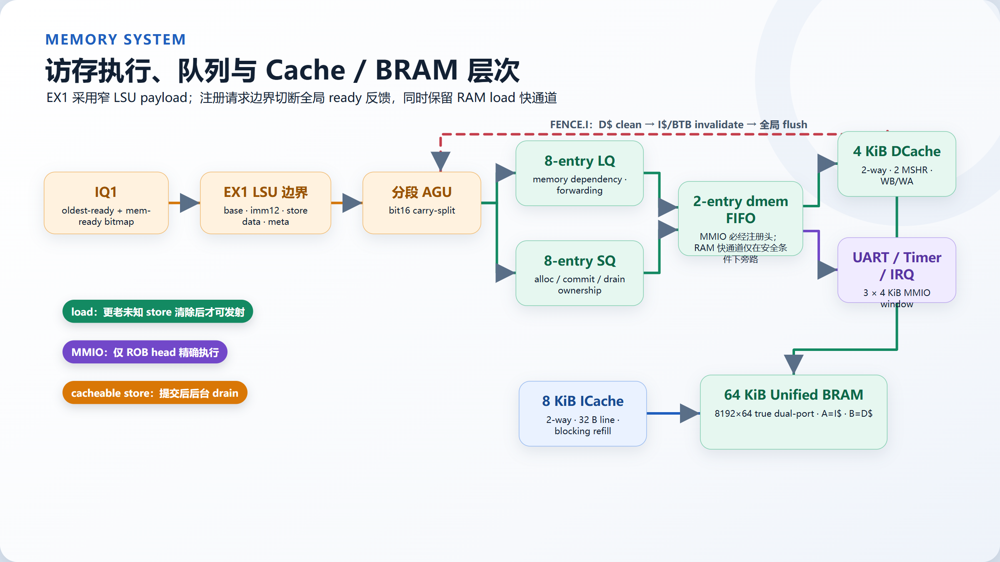 MEMORY SYSTEM
访存执行、队列与 Cache / BRAM 层次
EX1 采用窄 LSU payload；注册请求边界切断全局 ready 反馈，同时保留 RAM load 快通道
FENCE.I：D$ clean → I$/BTB invalidate → 全局 flush
IQ1
oldest-ready + mem-
ready bitmap
EX1 LSU 边界
base · imm12 · store
data · meta
分段 AGU
bit16 carry-split
8-entry LQ
memory dependency ·
forwarding
8-entry SQ
alloc / commit / drain
ownership
2-entry dmem
FIFO
MMIO 必经注册头；
RAM 快通道仅在安全条
件下旁路
4 KiB DCache
2-way · 2 MSHR ·
WB/WA
UART / Timer
/ IRQ
3 × 4 KiB MMIO
window
load：更老未知 store 清除后才可发射
MMIO：仅 ROB head 精确执行
cacheable store：提交后后台 drain
8 KiB ICache
2-way · 32 B line ·
blocking refill
64 KiB Unified BRAM
8192×64 true dual-port · A=I$ · B=D$